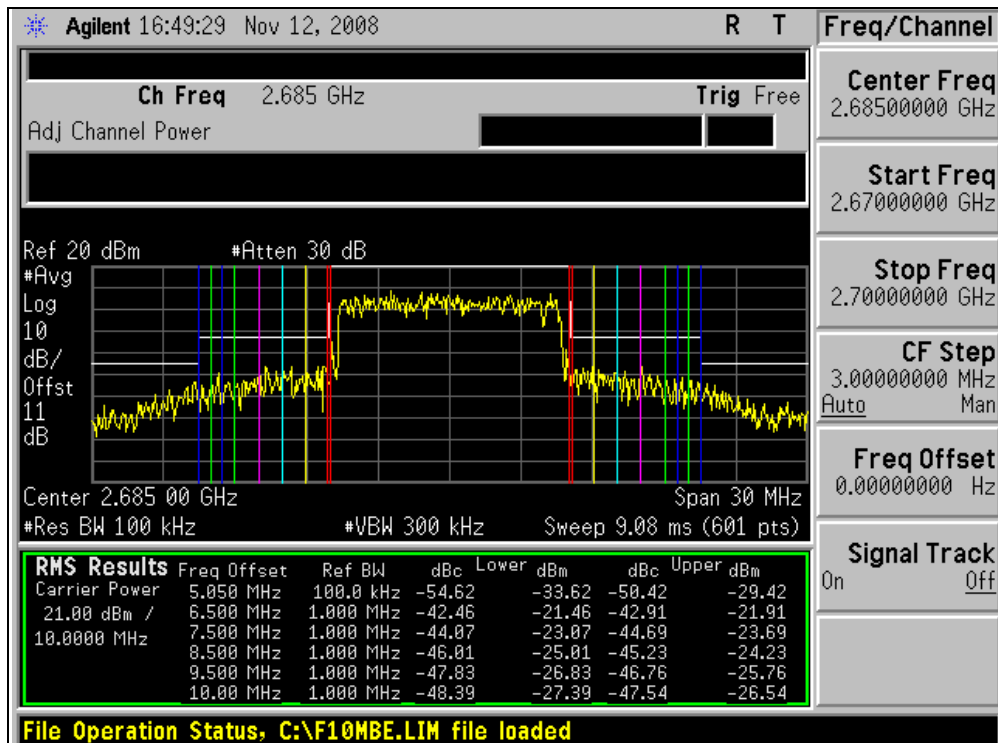 Agilent 16:49:29 Nov 12, 2008 R T
Freq/Channel
Ch Freq 2.685 GHz Trig Free
Adj Channel Power
Center Freq
2.68500000 GHz
Start Freq
2.67000000 GHz
Stop Freq
2.70000000 GHz
CF Step
3.00000000 MHz
Auto Man
Freq Offset
0.00000000 Hz
Signal Track
On Off
Ref 20 dBm #Atten 30 dB
#Avg
Log
10
dB/
Offst
11
dB
Center 2.685 00 GHz Span 30 MHz
#Res BW 100 kHz #VBW 300 kHz Sweep 9.08 ms (601 pts)
RMS Results Freq Offset Ref BW dBc Lower dBm dBc Upper dBm
Carrier Power 5.050 MHz 100.0 kHz -54.62 -33.62 -50.42 -29.42
21.00 dBm / 6.500 MHz 1.000 MHz -42.46 -21.46 -42.91 -21.91
10.0000 MHz 7.500 MHz 1.000 MHz -44.07 -23.07 -44.69 -23.69
8.500 MHz 1.000 MHz -46.01 -25.01 -45.23 -24.23
9.500 MHz 1.000 MHz -47.83 -26.83 -46.76 -25.76
10.00 MHz 1.000 MHz -48.39 -27.39 -47.54 -26.54
File Operation Status, C:\F10MBE.LIM file loaded